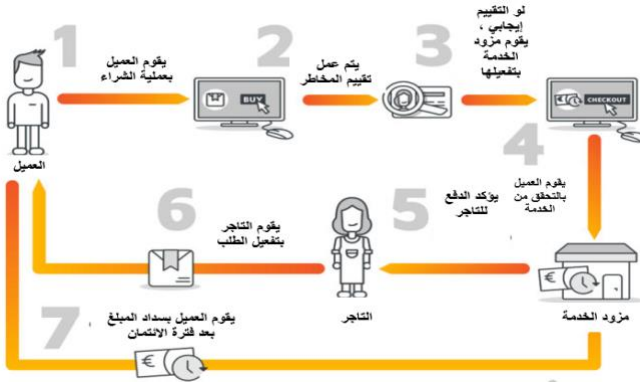 1
يقوم العميل
بعملية الشراء
2
BUY
يتم عمل
تقييم المخاطر
3
لو التقييم
إيجابي ،
يقوم مزود
الخدمة
بتفعيلها
CHECKOUT
العميل
4
يقوم العميل
بالتحقق من
الخدمة
5
يؤكد الدفع
للتاجر
6
يقوم التاجر
بتفعيل الطلب
التاجر
€
مزود الخدمة
7
يقوم العميل بسداد المبلغ
بعد فترة الائتمان
€